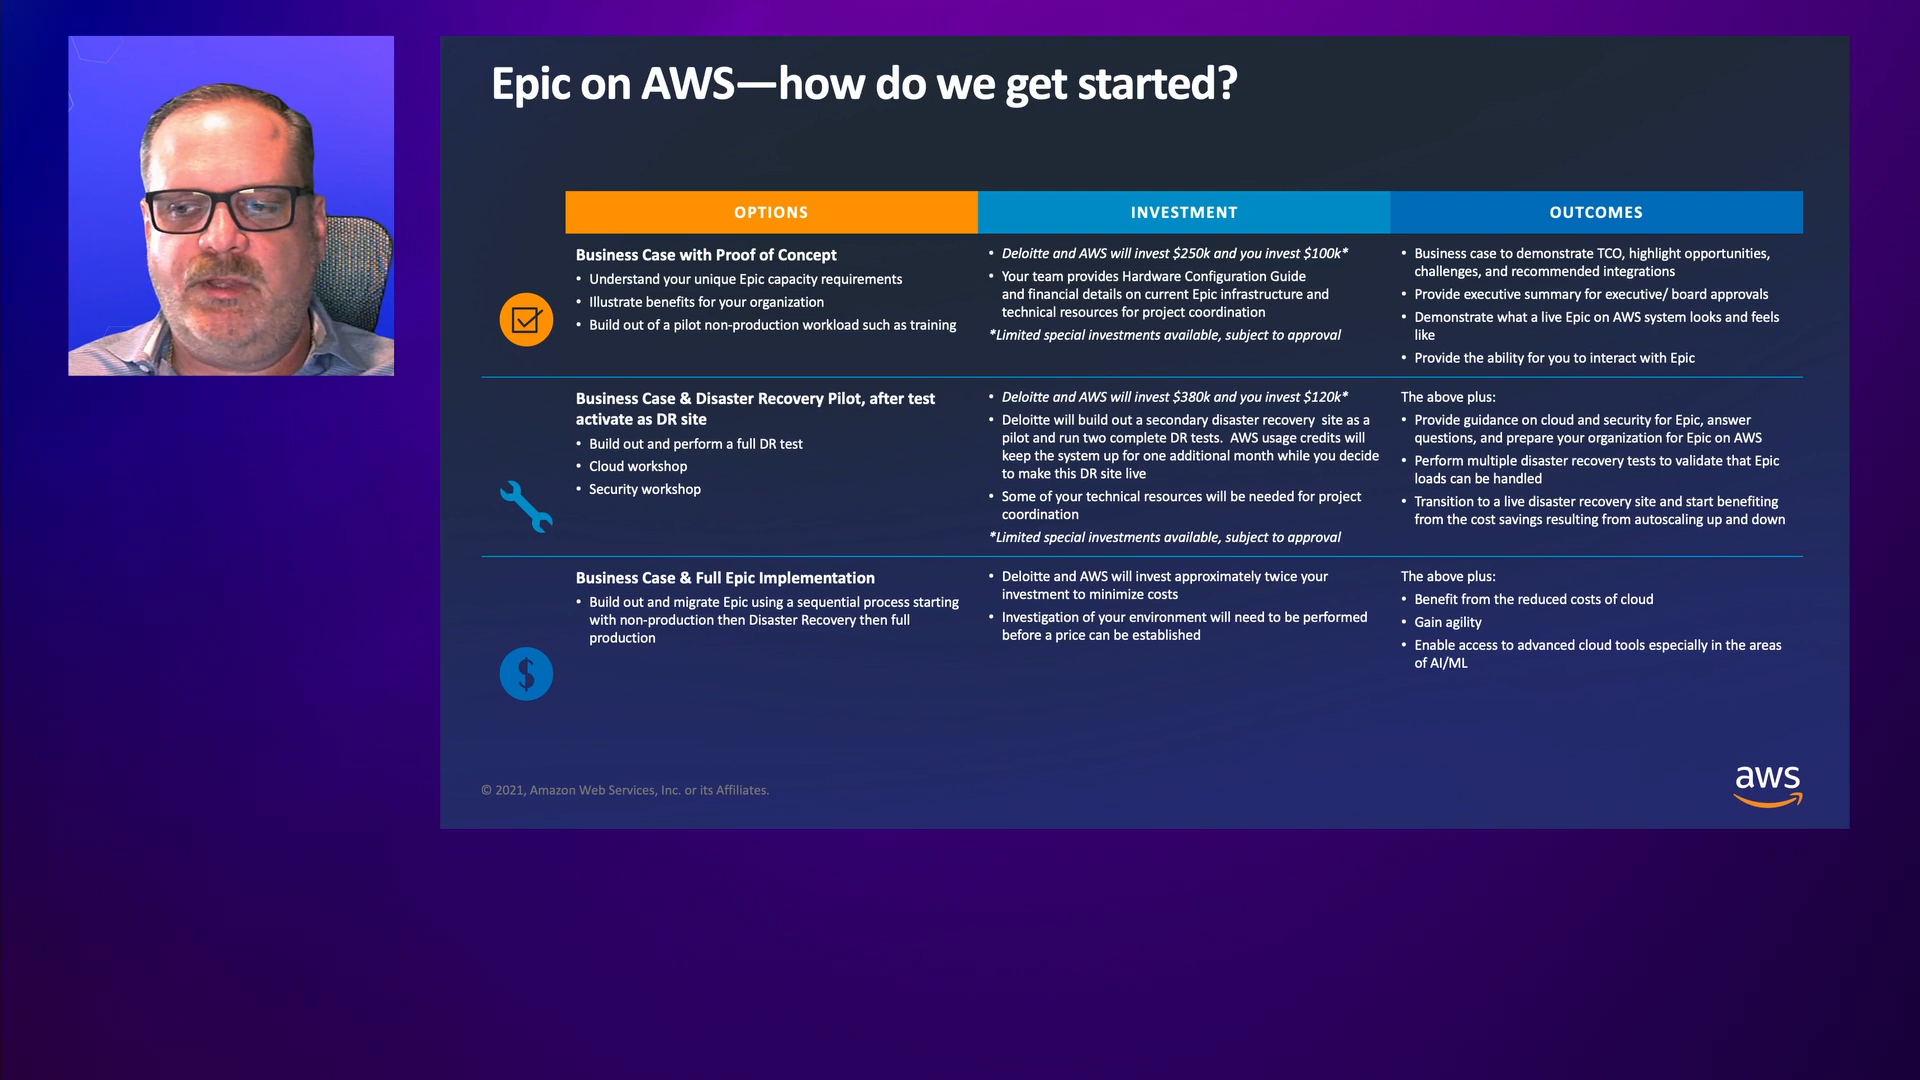 Epic on AWS—how do we get started?
OPTIONS
INVESTMENT
OUTCOMES
Business Case with Proof of Concept
• Understand your unique Epic capacity requirements
• Illustrate benefits for your organization
• Build out of a pilot non-production workload such as training
• Deloitte and AWS will invest $250k and you invest $100k*
• Your team provides Hardware Configuration Guide
and financial details on current Epic infrastructure and
technical resources for project coordination
*Limited special investments available, subject to approval
• Business case to demonstrate TCO, highlight opportunities,
challenges, and recommended integrations
• Provide executive summary for executive/ board approvals
• Demonstrate what a live Epic on AWS system looks and feels
like
• Provide the ability for you to interact with Epic
Business Case & Disaster Recovery Pilot, after test
activate as DR site
• Build out and perform a full DR test
• Cloud workshop
• Security workshop
• Deloitte and AWS will invest $380k and you invest $120k*
• Deloitte will build out a secondary disaster recovery  site as a
pilot and run two complete DR tests.  AWS usage credits will
keep the system up for one additional month while you decide
to make this DR site live
• Some of your technical resources will be needed for project
coordination
*Limited special investments available, subject to approval
The above plus:
• Provide guidance on cloud and security for Epic, answer
questions, and prepare your organization for Epic on AWS
• Perform multiple disaster recovery tests to validate that Epic
loads can be handled
• Transition to a live disaster recovery site and start benefiting
from the cost savings resulting from autoscaling up and down
Business Case & Full Epic Implementation
• Build out and migrate Epic using a sequential process starting
with non-production then Disaster Recovery then full
production
• Deloitte and AWS will invest approximately twice your
investment to minimize costs
• Investigation of your environment will need to be performed
before a price can be established
The above plus:
• Benefit from the reduced costs of cloud
• Gain agility
• Enable access to advanced cloud tools especially in the areas
of AI/ML
$
© 2021, Amazon Web Services, Inc. or its Affiliates.
aws